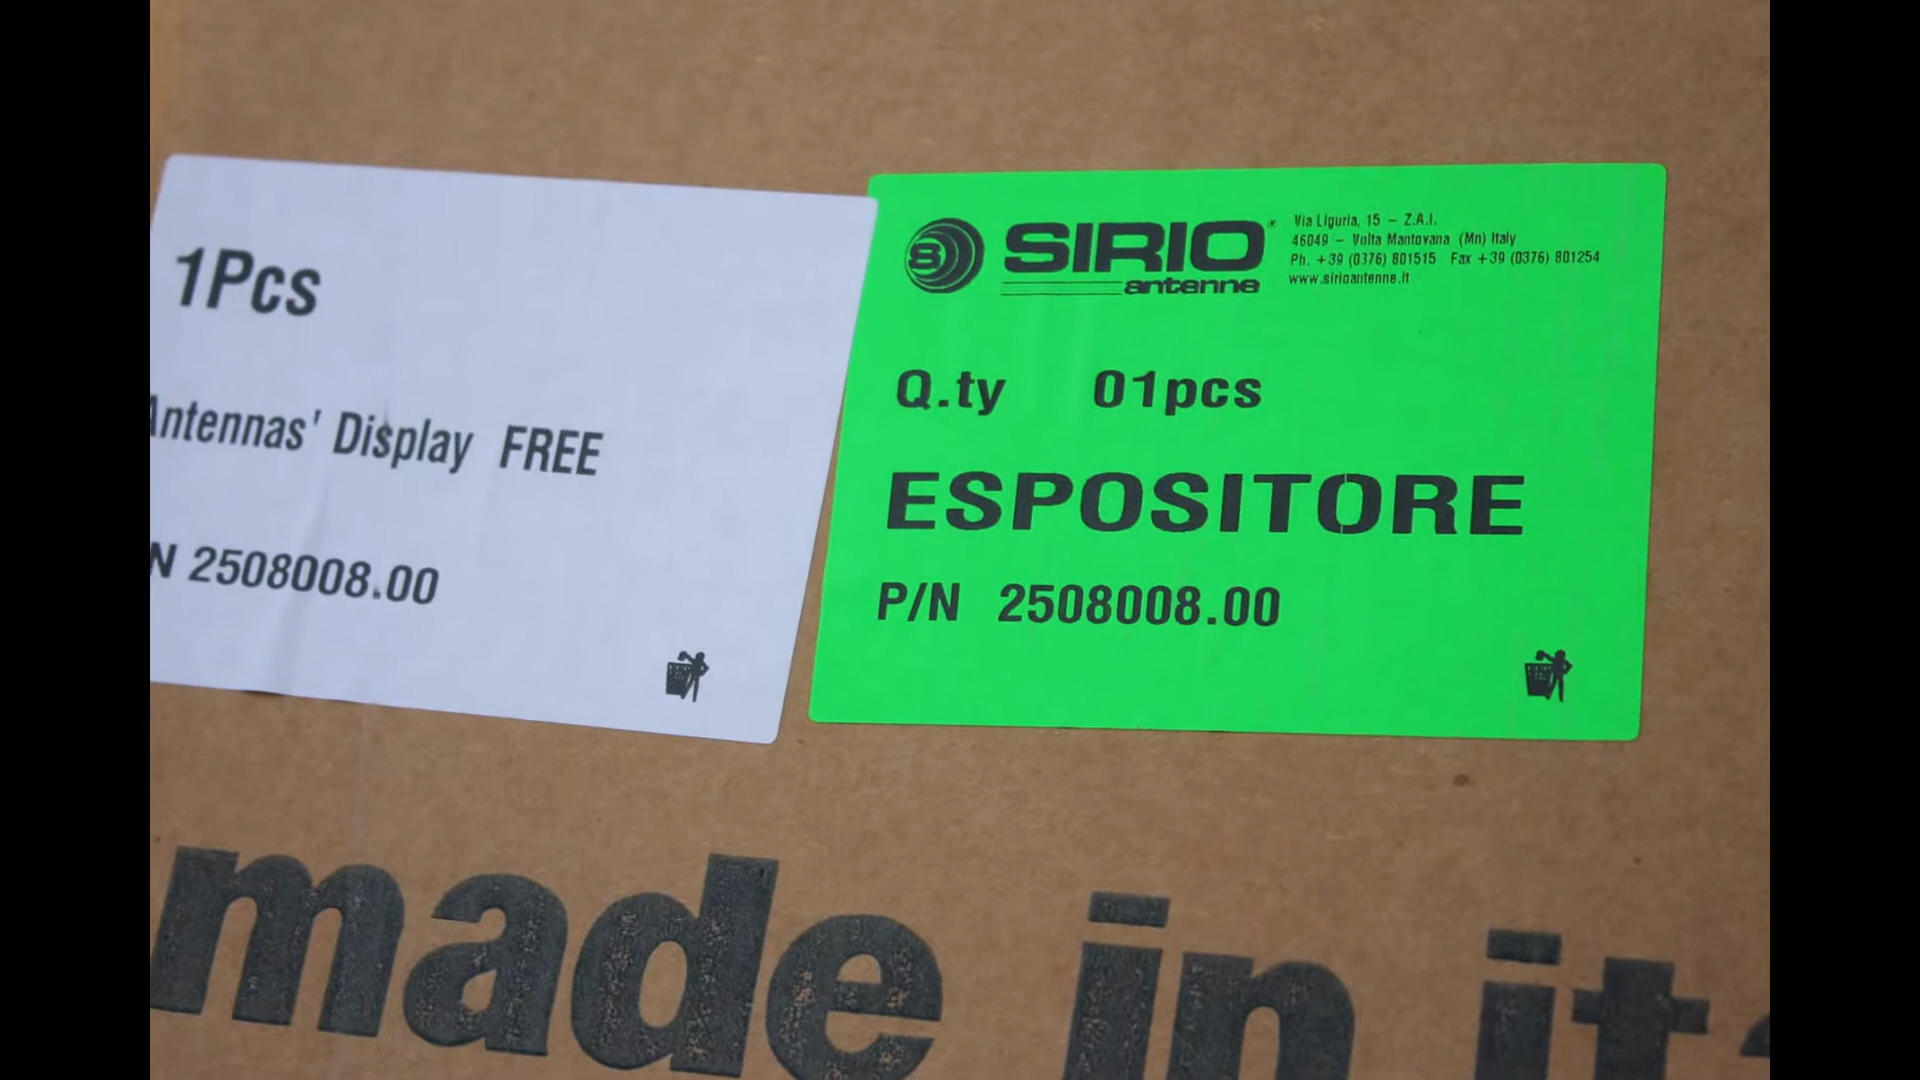 1Pcs
Antennas' Display FREE
N 2508008.00
SIRIO®
antenne
Via Liguria, 15 – Z.A.I.
46049 – Volta Mantovana (Mn) Italy
Ph. +39 (0376) 801515 Fax +39 (0376) 801254
www.sirioantenne.it
Q.ty 01pcs
ESPOSITORE
P/N 2508008.00
made in it